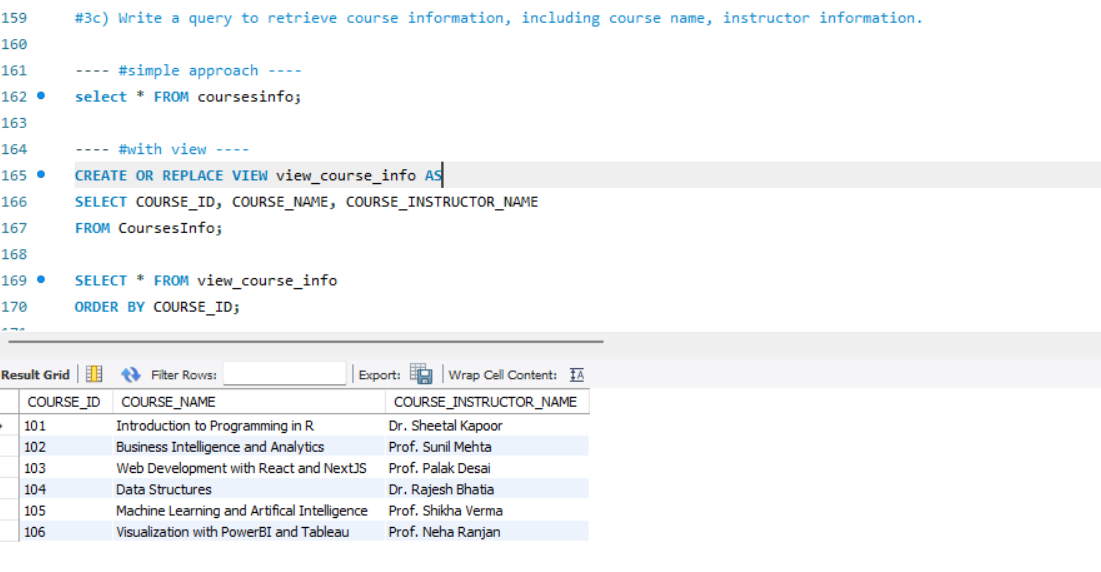 159 #3c) Write a query to retrieve course information, including course name, instructor information.
160
161 ---- #simple approach ----
162 select * FROM coursesinfo;
163
164 ---- #with view ----
165 CREATE OR REPLACE VIEW view_course_info AS
166 SELECT COURSE_ID, COURSE_NAME, COURSE_INSTRUCTOR_NAME
167 FROM CoursesInfo;
168
169 SELECT * FROM view_course_info
170 ORDER BY COURSE_ID;
Result Grid Filter Rows: Export: Wrap Cell Content:
COURSE_ID COURSE_NAME COURSE_INSTRUCTOR_NAME
101 Introduction to Programming in R Dr. Sheetal Kapoor
102 Business Intelligence and Analytics Prof. Sunil Mehta
103 Web Development with React and NextJS Prof. Palak Desai
104 Data Structures Dr. Rajesh Bhatia
105 Machine Learning and Artifical Intelligence Prof. Shikha Verma
106 Visualization with PowerBI and Tableau Prof. Neha Ranjan